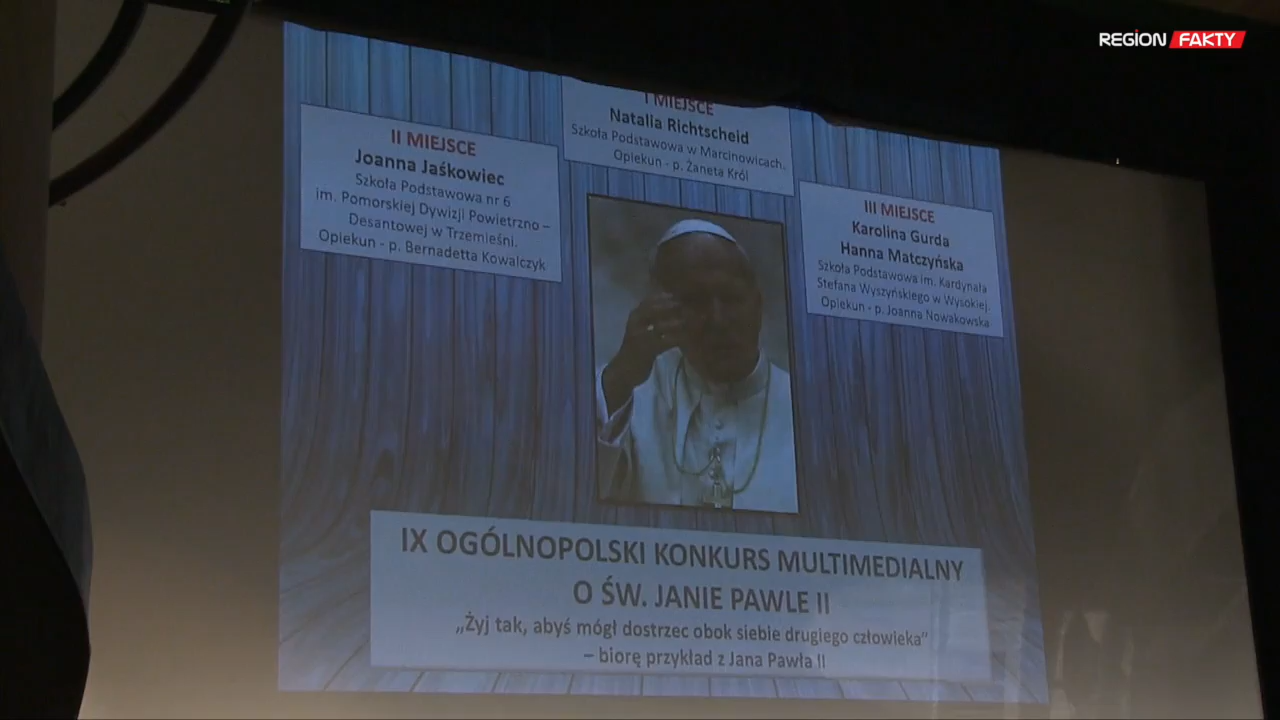 REGION FAKTY
I MIEJSCE
Natalia Richtscheid
Szkoła Podstawowa w Marcinowicach.
Opiekun - p. Żaneta Król
II MIEJSCE
Joanna Jaśkowiec
Szkoła Podstawowa nr 6
im. Pomorskiej Dywizji Powietrzno –
Desantowej w Trzemieśni.
Opiekun - p. Bernadetta Kowalczyk
III MIEJSCE
Karolina Gurda
Hanna Matczyńska
Szkoła Podstawowa im. Kardynała
Stefana Wyszyńskiego w Wysokiej.
Opiekun - p. Joanna Nowakowska
IX OGÓLNOPOLSKI KONKURS MULTIMEDIALNY
O ŚW. JANIE PAWLE II
„Żyj tak, abyś mógł dostrzec obok siebie drugiego człowieka”
– biorę przykład z Jana Pawła II